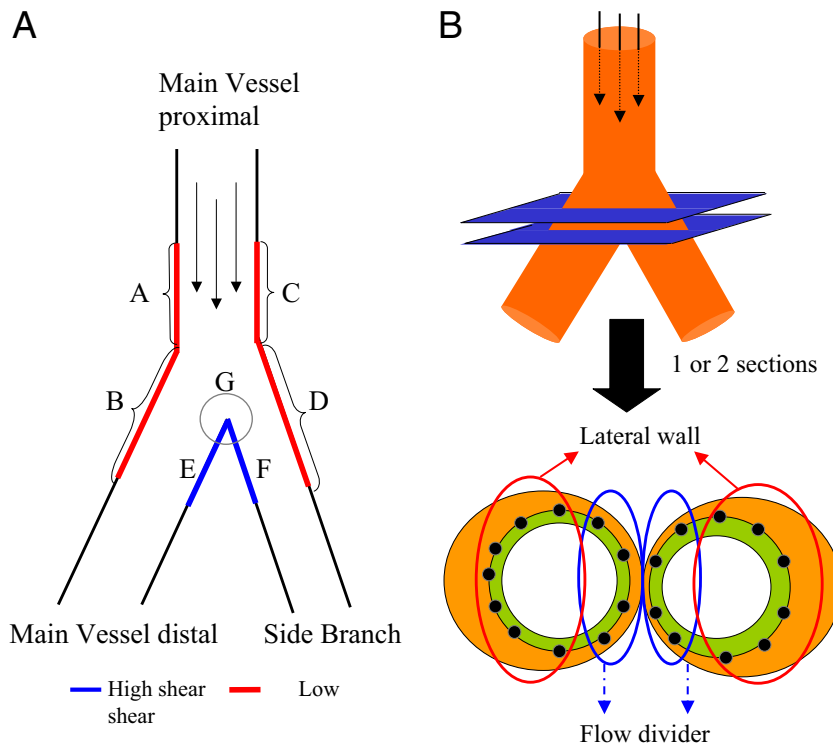 A
Main Vessel
proximal
A
C
B
G
D
E
F
Main Vessel distal
Side Branch
High shear
shear
Low
B
1 or 2 sections
Lateral wall
Flow divider